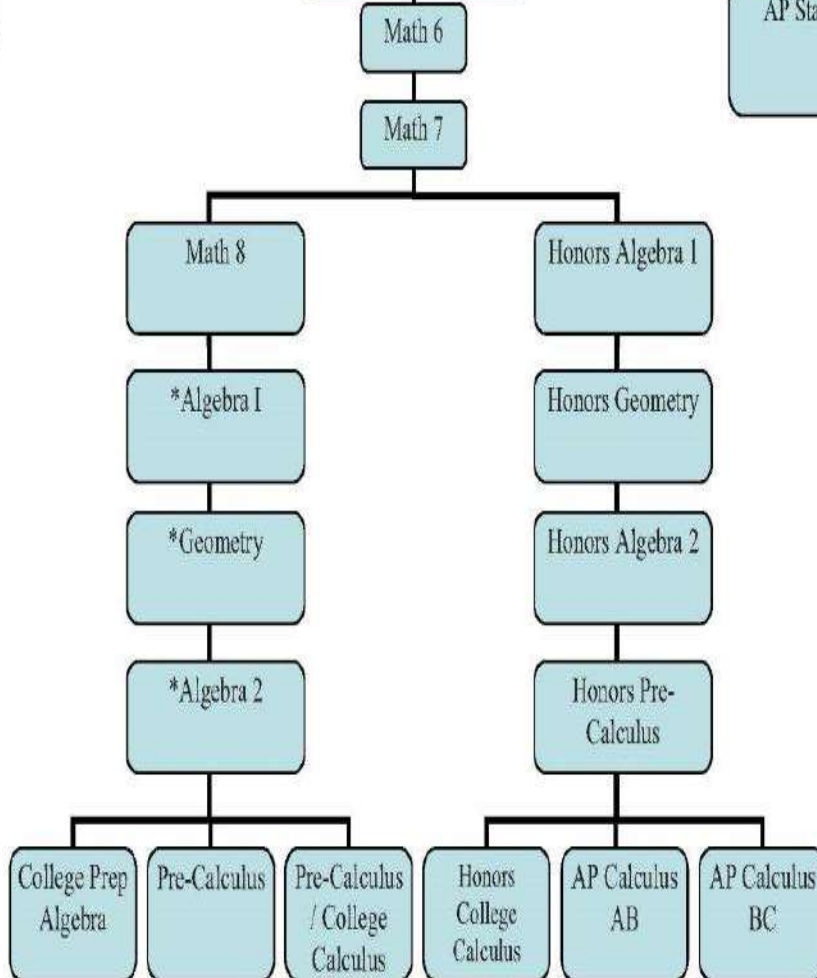 Math 6
AP Sta
Math 7
Math 8
Honors Algebra 1
*Algebra I
Honors Geometry
*Geometry
Honors Algebra 2
*Algebra 2
Honors Pre-
Calculus
College Prep
Algebra
Pre-Calculus
Pre-Calculus
/ College
Calculus
Honors
College
Calculus
AP Calculus
AB
AP Calculus
BC